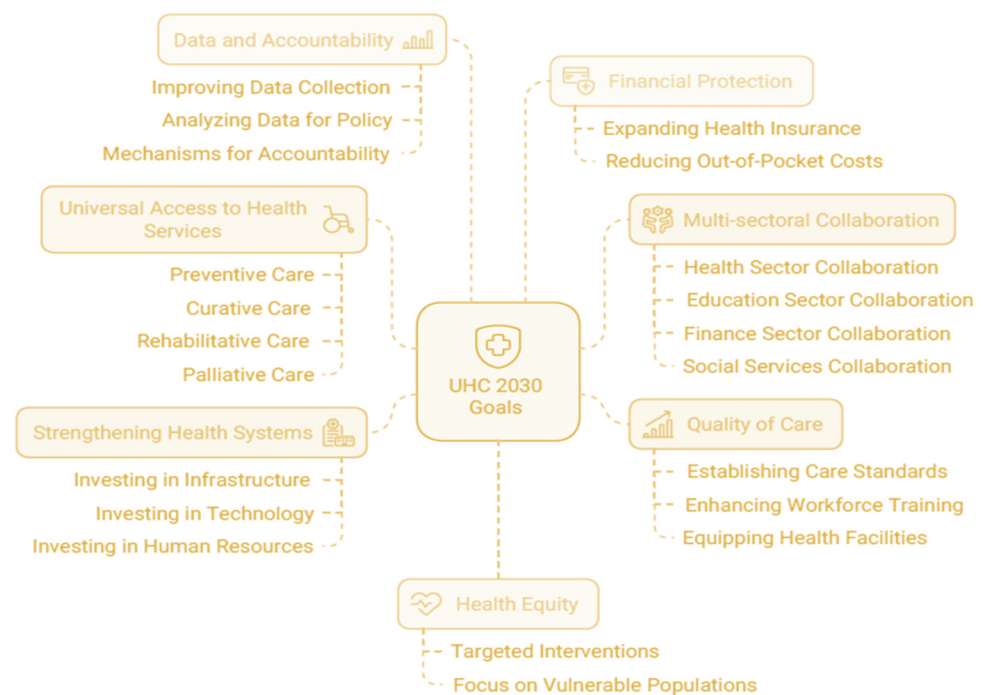 Data and Accountability
Improving Data Collection
Analyzing Data for Policy
Mechanisms for Accountability
Financial Protection
Expanding Health Insurance
Reducing Out-of-Pocket Costs
Universal Access to Health
Services
Preventive Care
Curative Care
Rehabilitative Care
Palliative Care
Multi-sectoral Collaboration
Health Sector Collaboration
Education Sector Collaboration
Finance Sector Collaboration
Social Services Collaboration
UHC 2030
Goals
Strengthening Health Systems
Investing in Infrastructure
Investing in Technology
Investing in Human Resources
Quality of Care
Establishing Care Standards
Enhancing Workforce Training
Equipping Health Facilities
Health Equity
Targeted Interventions
Focus on Vulnerable Populations